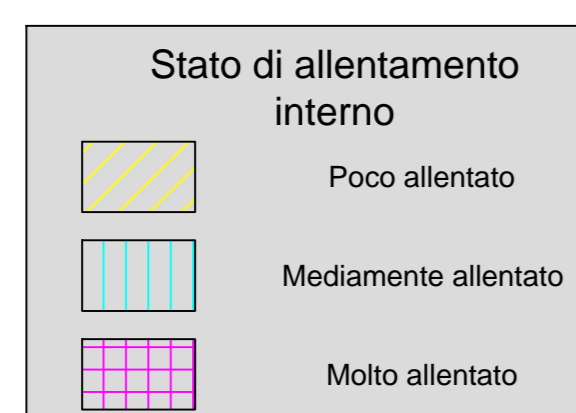 Stato di allentamento
interno
Poco allentato
Mediamente allentato
Molto allentato